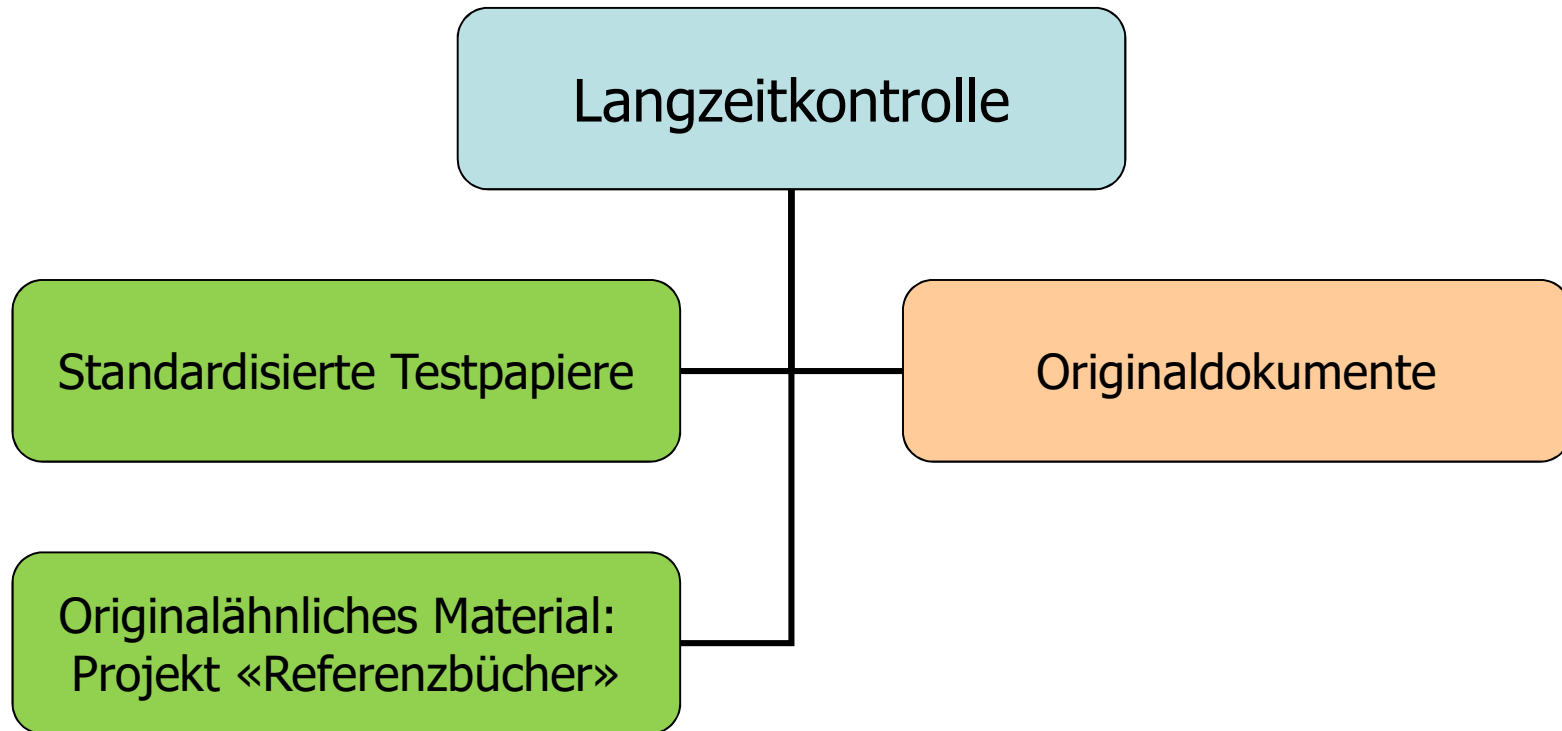 Langzeitkontrolle
Standardisierte Testpapiere
Originaldokumente
Originalähnliches Material:
Projekt «Referenzbücher»